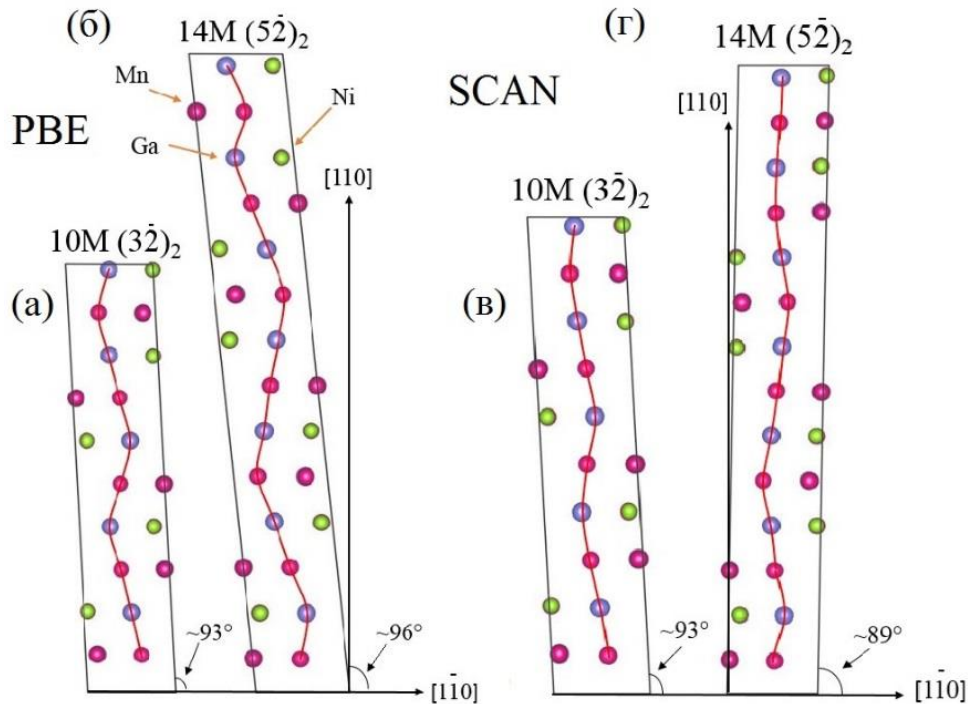 (б)
14M (52̇)₂
Mn
Ni
PBE
Ga
[110]
10M (32̇)₂
(а)
~93°
~96°
[11̄0]
(г)
14M (52̄)₂
SCAN
[110]
10M (32̄)₂
(в)
~93°
~89°
[11̄0]